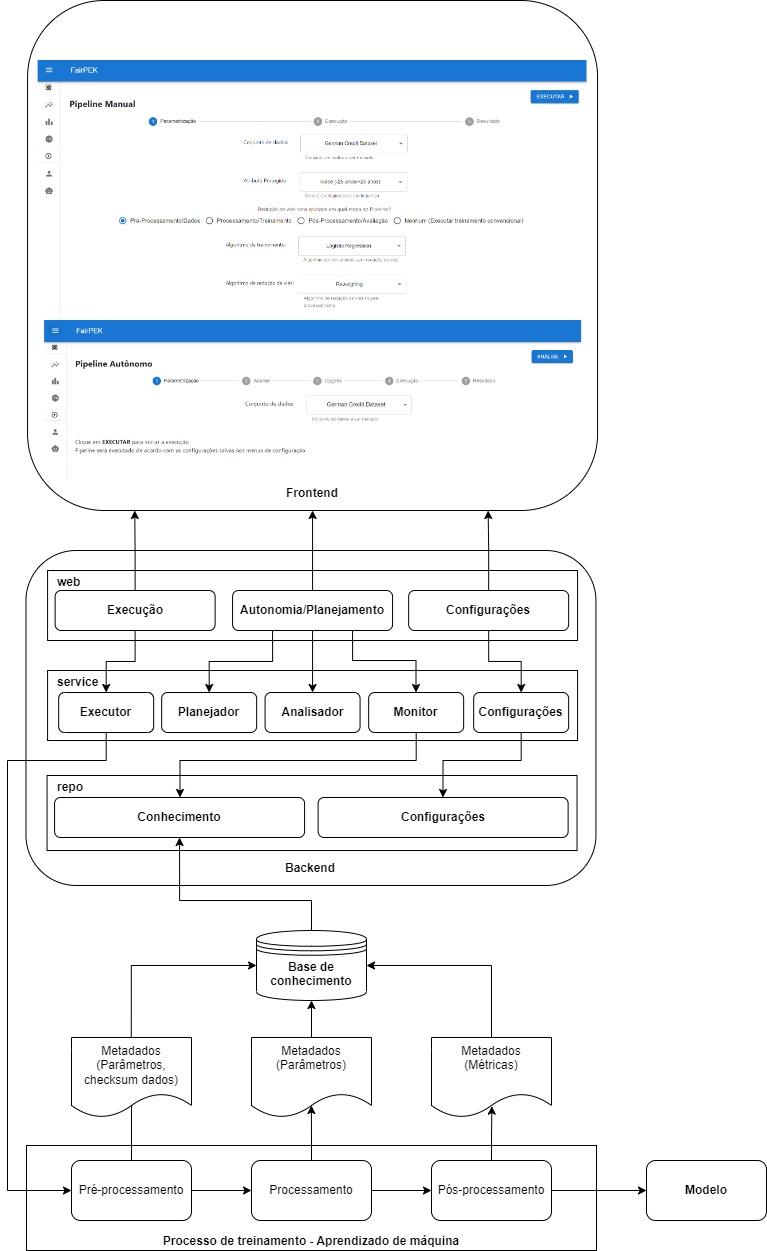 FairPEK
EXECUTAR
Pipeline Manual
1 Parametrização
2 Execução
3 Resultado
Conjunto de dados:
German Credit Dataset
Conjunto de dados a ser treinado
Atributo Protegido:
Idade (-25 anos/+25 anos)
Atributo protegido para medir justiça
Redução de viés será aplicada em qual etapa do Pipeline?
Pré-Processamento/Dados Processamento/Treinamento Pós-Processamento/Avaliação Nenhum (Executar treinamento convencional)
Algoritmo de treinamento:
Logistic Regression
Algoritmo de treinamento sem redução de viés
Algoritmo de redução de viés:
Reweighing
Algoritmo de redução de viés no pré-
processamento
FairPEK
ANÁLISE
Pipeline Autônomo
1 Parametrização
2 Análise
3 Opções
4 Execução
5 Resultado
Conjunto de dados:
German Credit Dataset
Conjunto de dados a ser treinado
Clique em EXECUTAR para iniciar a execução
Pipeline será executado de acordo com as configurações salvas nos menus de configuração
Frontend
web
Execução
Autonomia/Planejamento
Configurações
service
Executor
Planejador
Analisador
Monitor
Configurações
repo
Conhecimento
Configurações
Backend
Base de
conhecimento
Metadados
(Parâmetros,
checksum dados)
Metadados
(Parâmetros)
Metadados
(Métricas)
Pré-processamento
Processamento
Pós-processamento
Modelo
Processo de treinamento - Aprendizado de máquina